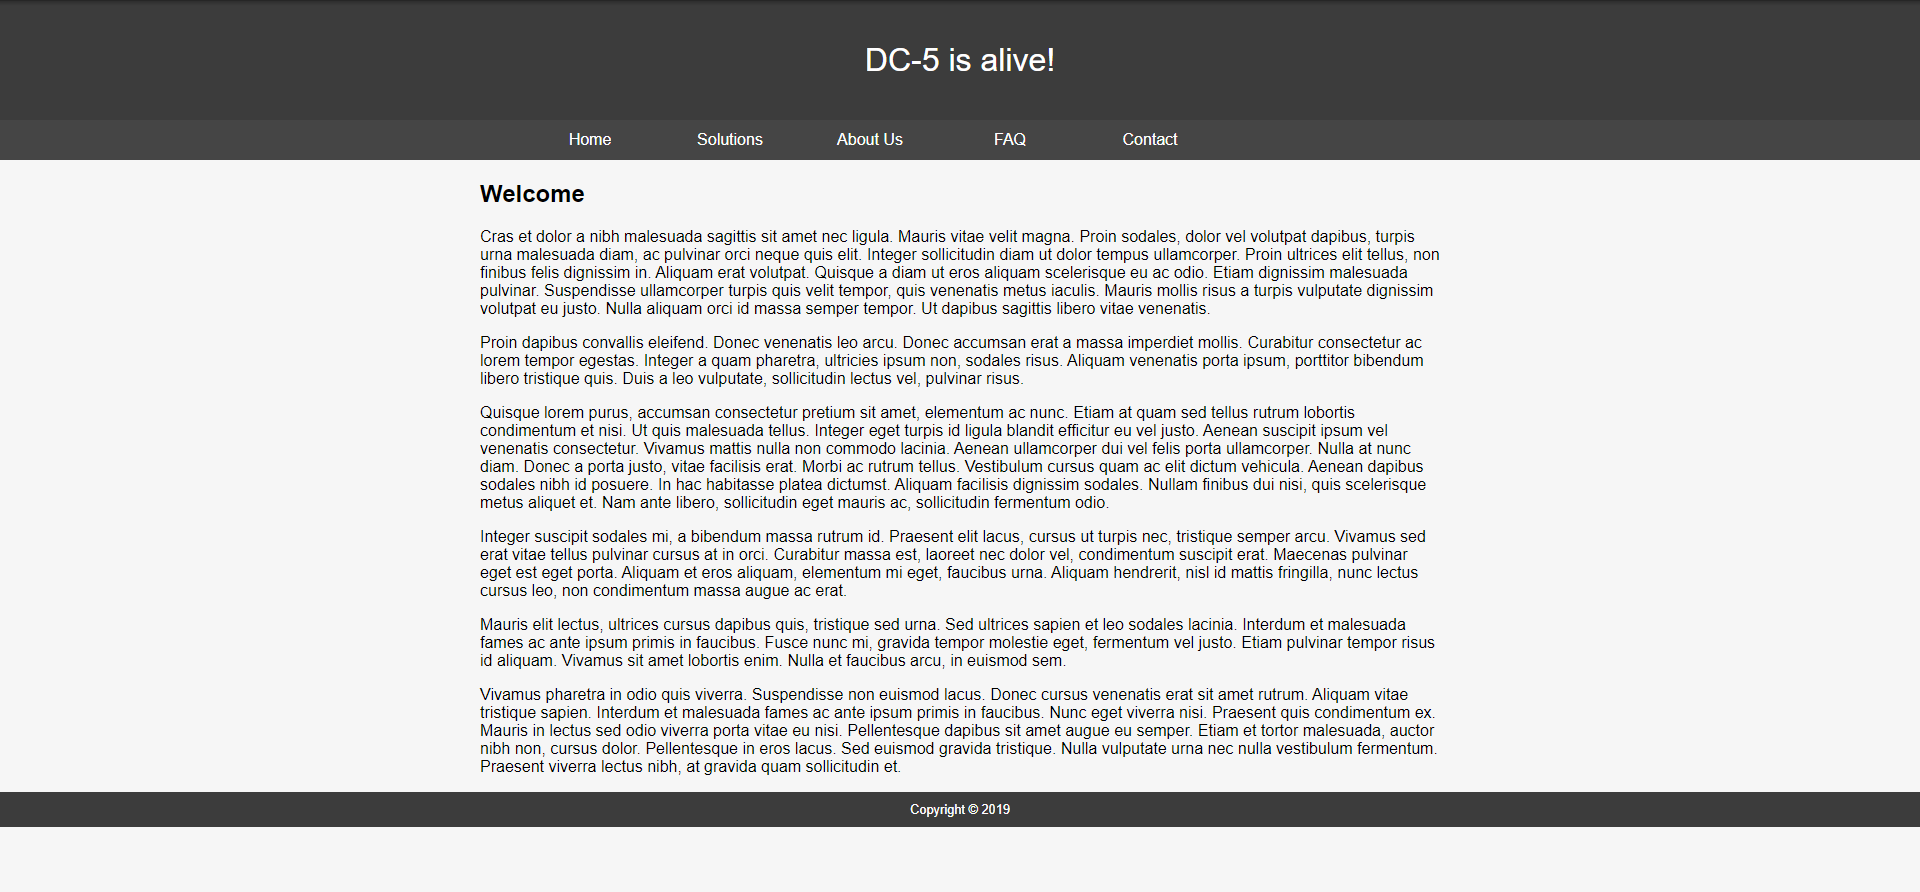 DC-5 is alive!
Home Solutions About Us FAQ Contact
Welcome
Cras et dolor a nibh malesuada sagittis sit amet nec ligula. Mauris vitae velit magna. Proin sodales, dolor vel volutpat dapibus, turpis
urna malesuada diam, ac pulvinar orci neque quis elit. Integer sollicitudin diam ut dolor tempus ullamcorper. Proin ultrices elit tellus, non
finibus felis dignissim in. Aliquam erat volutpat. Quisque a diam ut eros aliquam scelerisque eu ac odio. Etiam dignissim malesuada
pulvinar. Suspendisse ullamcorper turpis quis velit tempor, quis venenatis metus iaculis. Mauris mollis risus a turpis vulputate dignissim
volutpat eu justo. Nulla aliquam orci id massa semper tempor. Ut dapibus sagittis libero vitae venenatis.
Proin dapibus convallis eleifend. Donec venenatis leo arcu. Donec accumsan erat a massa imperdiet mollis. Curabitur consectetur ac
lorem tempor egestas. Integer a quam pharetra, ultricies ipsum non, sodales risus. Aliquam venenatis porta ipsum, porttitor bibendum
libero tristique quis. Duis a leo vulputate, sollicitudin lectus vel, pulvinar risus.
Quisque lorem purus, accumsan consectetur pretium sit amet, elementum ac nunc. Etiam at quam sed tellus rutrum lobortis
condimentum et nisi. Ut quis malesuada tellus. Integer eget turpis id ligula blandit efficitur eu vel justo. Aenean suscipit ipsum vel
venenatis consectetur. Vivamus mattis nulla non commodo lacinia. Aenean ullamcorper dui vel felis porta ullamcorper. Nulla at nunc
diam. Donec a porta justo, vitae facilisis erat. Morbi ac rutrum tellus. Vestibulum cursus quam ac elit dictum vehicula. Aenean dapibus
sodales nibh id posuere. In hac habitasse platea dictumst. Aliquam facilisis dignissim sodales. Nullam finibus dui nisi, quis scelerisque
metus aliquet et. Nam ante libero, sollicitudin eget mauris ac, sollicitudin fermentum odio.
Integer suscipit sodales mi, a bibendum massa rutrum id. Praesent elit lacus, cursus ut turpis nec, tristique semper arcu. Vivamus sed
erat vitae tellus pulvinar cursus at in orci. Curabitur massa est, laoreet nec dolor vel, condimentum suscipit erat. Maecenas pulvinar
eget est eget porta. Aliquam et eros aliquam, elementum mi eget, faucibus urna. Aliquam hendrerit, nisl id mattis fringilla, nunc lectus
cursus leo, non condimentum massa augue ac erat.
Mauris elit lectus, ultrices cursus dapibus quis, tristique sed urna. Sed ultrices sapien et leo sodales lacinia. Interdum et malesuada
fames ac ante ipsum primis in faucibus. Fusce nunc mi, gravida tempor molestie eget, fermentum vel justo. Etiam pulvinar tempor risus
id aliquam. Vivamus sit amet lobortis enim. Nulla et faucibus arcu, in euismod sem.
Vivamus pharetra in odio quis viverra. Suspendisse non euismod lacus. Donec cursus venenatis erat sit amet rutrum. Aliquam vitae
tristique sapien. Interdum et malesuada fames ac ante ipsum primis in faucibus. Nunc eget viverra nisi. Praesent quis condimentum ex.
Mauris in lectus sed odio viverra porta vitae eu nisi. Pellentesque dapibus sit amet augue eu semper. Etiam et tortor malesuada, auctor
nibh non, cursus dolor. Pellentesque in eros lacus. Sed euismod gravida tristique. Nulla vulputate urna nec nulla vestibulum fermentum.
Praesent viverra lectus nibh, at gravida quam sollicitudin et.
Copyright © 2019